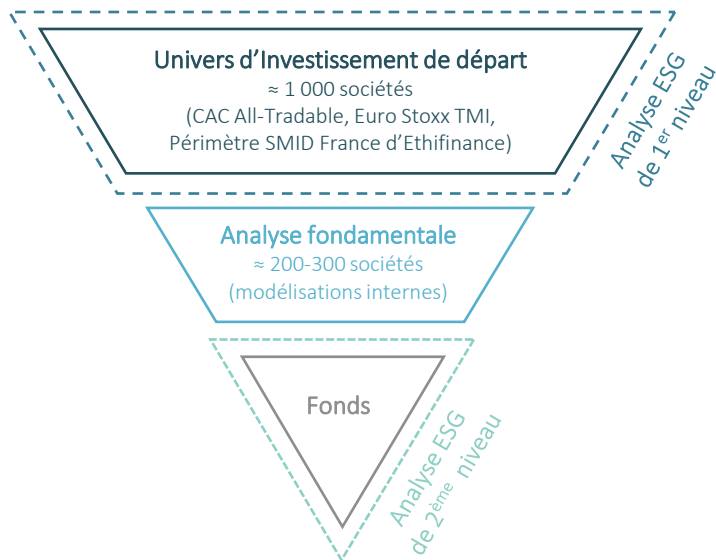 Univers d’Investissement de départ
≈ 1 000 sociétés
(CAC All-Tradable, Euro Stoxx TMI,
Périmètre SMID France d’Ethifinance)
Analyse ESG
de 1er niveau
Analyse fondamentale
≈ 200-300 sociétés
(modélisations internes)
Fonds
Analyse ESG
de 2ème niveau